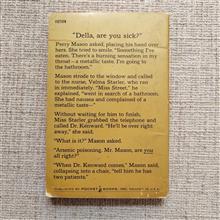 "Della, are you sick?"
Perry Mason asked, placing his hand over
hers. She tried to smile. "Something I've
eaten. There's a burning sensation in my
throat—a metallic taste. I'm going to
the bathroom."
Mason strode to the window and called
to the nurse, Velma Starler, who ran in
immediately. "Miss Street," he
explained, "went in search of a bathroom.
She had nausea and complained of a
metallic taste—"
Without waiting for him to finish,
Miss Starler grabbed the telephone and
called Dr. Kenward. "He'll be over right
away," she said.
"What is it?" Mason asked.
"Arsenic poisoning. Mr. Mason, are you
all right?"
"When Dr. Kenward comes," Mason said,
collapsing into a chair, "tell him he has
two patients."
POCKET BOOKS, INC.